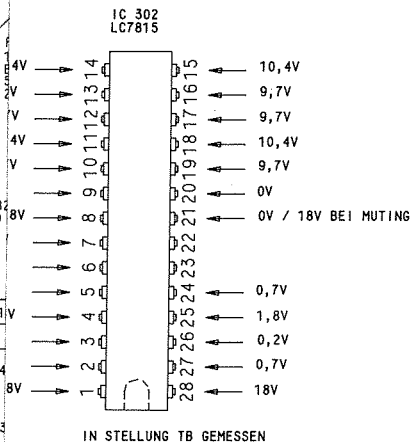 IC 302
LC7815
4V 14 15 10,4V
V 13 16 9,7V
V 12 17 9,7V
4V 11 18 10,4V
V 10 19 9,7V
9 20 0V
8V 8 21 0V / 18V BEI MUTING
7 22
6 23
5 24 0,7V
V 4 25 1,8V
3 26 0,2V
2 27 0,7V
8V 1 28 18V
IN STELLUNG TB GEMESSEN